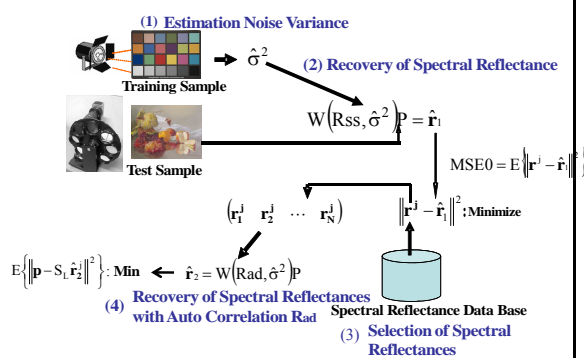 (1) Estimation Noise Variance
σ̂²
Training Sample
(2) Recovery of Spectral Reflectance
W(Rss, σ̂²)P = r̂₁
Test Sample
MSE0 = E{‖rʲ − r̂₁‖²}
(r₁ʲ r₂ʲ ⋯ r_Nʲ)
‖rʲ − r̂₁‖² : Minimize
E{‖p − S_L r̂₂ʲ‖²} : Min
r̂₂ = W(Rad, σ̂²)P
(4) Recovery of Spectral Reflectances
with Auto Correlation Rad
Spectral Reflectance Data Base
(3) Selection of Spectral
Reflectances